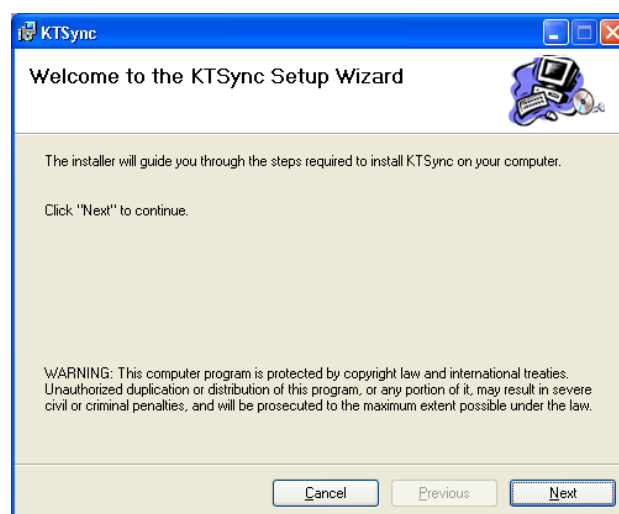 KTSync
Welcome to the KTSync Setup Wizard
The installer will guide you through the steps required to install KTSync on your computer.
Click "Next" to continue.
WARNING: This computer program is protected by copyright law and international treaties.
Unauthorized duplication or distribution of this program, or any portion of it, may result in severe
civil or criminal penalties, and will be prosecuted to the maximum extent possible under the law.
Cancel Previous Next